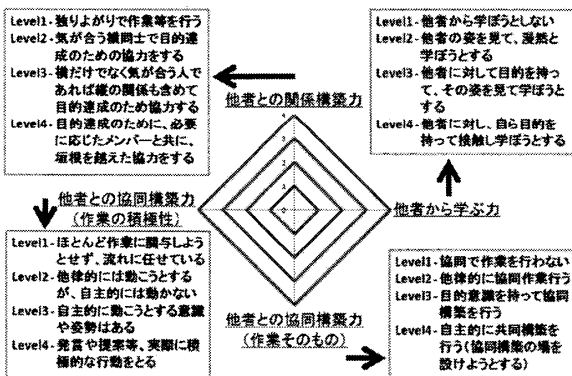 Level1-独りよがりで作業等を行う
Level2-気が合う横同士で目的達
成のための協力をする
Level3-横だけでなく気が合う人で
あれば縦の関係も含めて
目的達成のため協力する
Level4-目的達成のために、必要
に応じたメンバーと共に、
垣根を越えた協力をする
Level1-他者から学ぼうとしない
Level2-他者の姿を見て、漠然と
学ぼうとする
Level3-他者に対して目的を持っ
て、その姿を見て学ぼうと
する
Level4-他者に対し、自ら目的を
持って接触し学ぼうとする
他者との関係構築力
4
3
2
1
0
他者との協同構築力
(作業の積極性)
他者から学ぶ力
Level1-ほとんど作業に関与しよう
とせず、流れに任せている
Level2-他律的には動こうとする
が、自主的には動かない
Level3-自主的に動こうとする意識
や姿勢はある
Level4-発言や提案等、実際に積
極的な行動をとる
他者との協同構築力
(作業そのもの)
Level1-協同で作業を行わない
Level2-他律的に協同作業行う
Level3-目的意識を持って協同
構築を行う
Level4-自主的に共同構築を
行う(協同構築の場を
設けようとする)